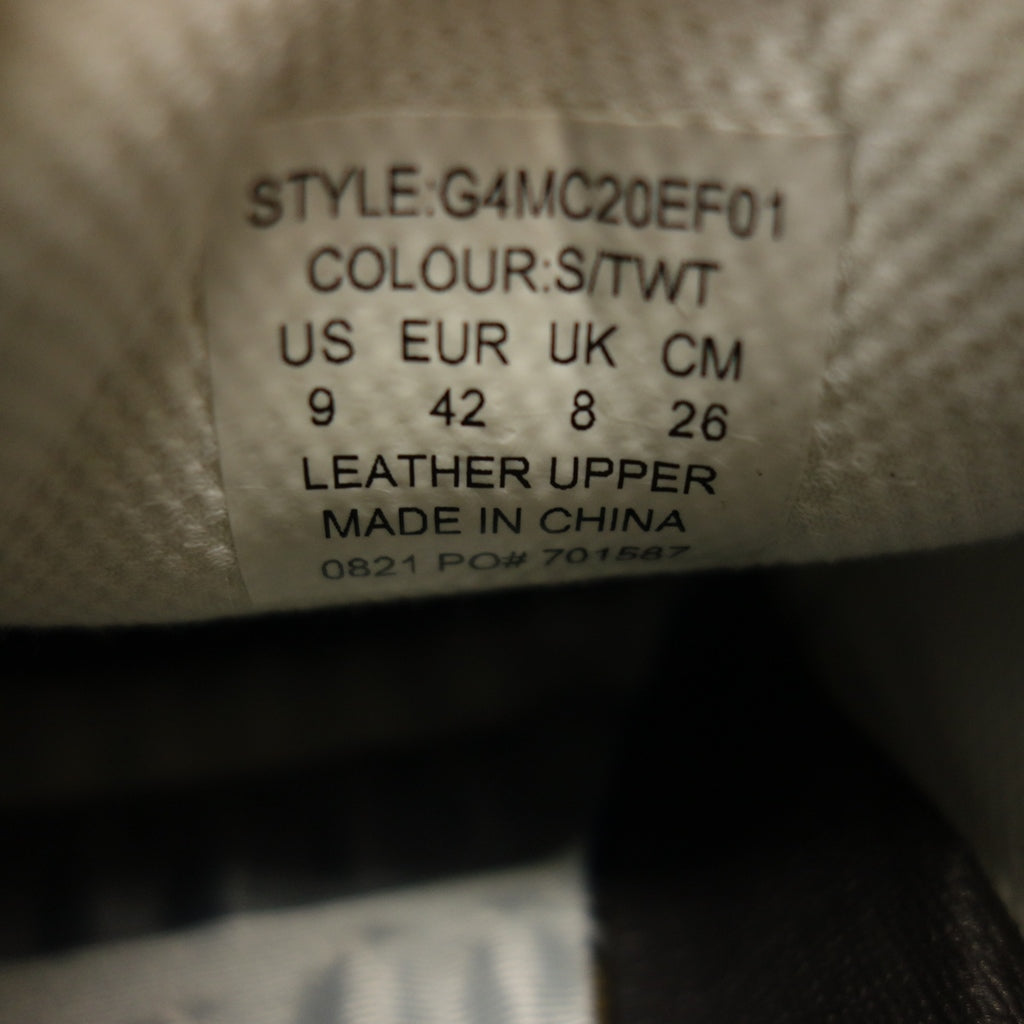 STYLE:G4MC20EF01
COLOUR:S/TWT
US EUR UK CM
9 42 8 26
LEATHER UPPER
MADE IN CHINA
0821 PO# 701587